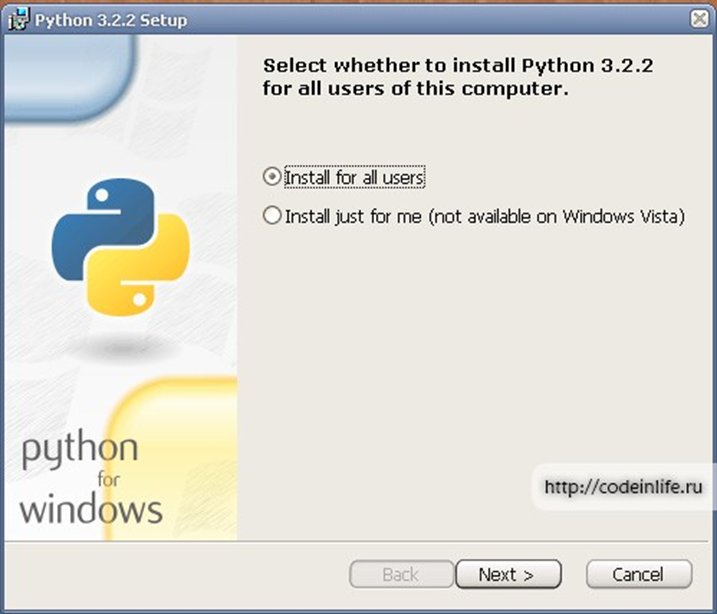 Python 3.2.2 Setup
Select whether to install Python 3.2.2
for all users of this computer.
Install for all users
Install just for me (not available on Windows Vista)
python
for
windows
http://codeinlife.ru
Back
Next >
Cancel